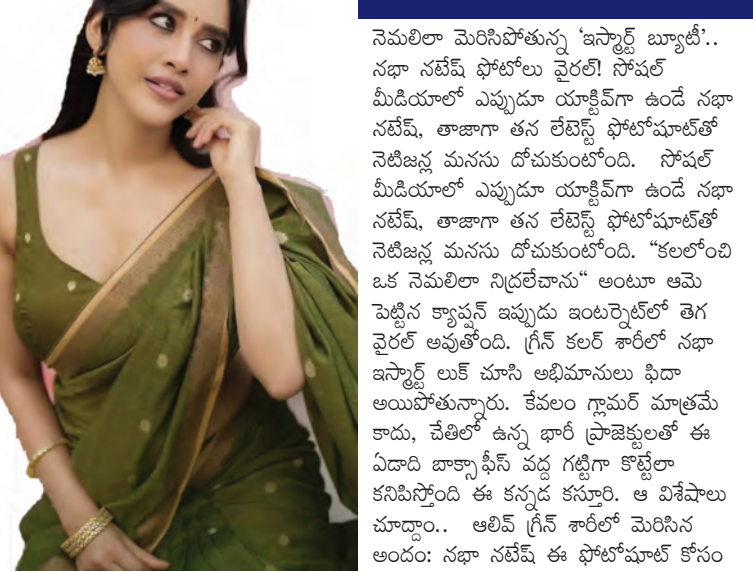 నెమలిలా మెరిసిపోతున్న 'ఇస్మార్ట్ బ్యూటీ'..
నభా నటేష్ ఫోటోలు వైరల్! సోషల్
మీడియాలో ఎప్పుడూ యాక్టివ్‌గా ఉండే నభా
నటేష్, తాజాగా తన లేటెస్ట్ ఫోటోషూట్‌తో
నెటిజన్ల మనసు దోచుకుంటోంది. సోషల్
మీడియాలో ఎప్పుడూ యాక్టివ్‌గా ఉండే నభా
నటేష్, తాజాగా తన లేటెస్ట్ ఫోటోషూట్‌తో
నెటిజన్ల మనసు దోచుకుంటోంది. “కలలోంచి
ఒక నెమలిలా నిద్రలేచాను“ అంటూ ఆమె
పెట్టిన క్యాప్షన్ ఇప్పుడు ఇంటర్నెట్‌లో తెగ
వైరల్ అవుతోంది. గ్రీన్ కలర్ శారీలో నభా
ఇస్మార్ట్ లుక్ చూసి అభిమానులు ఫిదా
అయిపోతున్నారు. కేవలం గ్లామర్ మాత్రమే
కాదు, చేతిలో ఉన్న భారీ ప్రాజెక్టులతో ఈ
ఏడాది బాక్సాఫీస్ వద్ద గట్టిగా కొట్టేలా
కనిపిస్తోంది ఈ కన్నడ కస్తూరి. ఆ విశేషాలు
చూద్దాం.. ఆలివ్ గ్రీన్ శారీలో మెరిసిన
అందం: నభా నటేష్ ఈ ఫోటోషూట్ కోసం